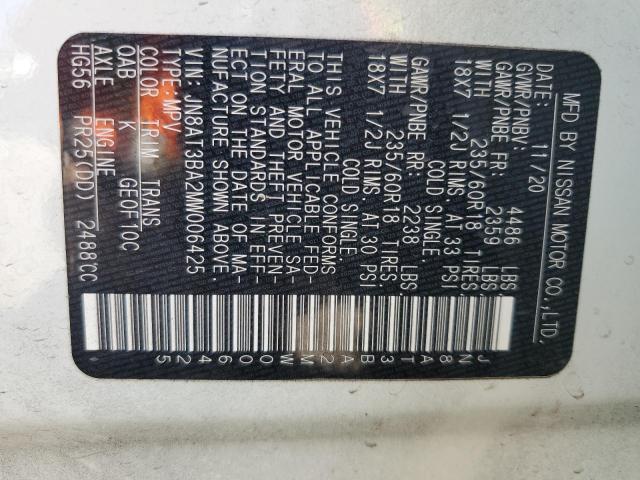 MFD BY NISSAN MOTOR CO.,LTD.
11/20
GVWR/PNBV: 4486 LBS.
GAWR/PNBE FR: 2359 LBS.
WITH 235/60R18 TIRES,
18X7 1/2J RIMS, AT 33 PSI
COLD SINGLE.
GAWR/PNBE RE: 2238 LBS.
WITH 235/60R18 TIRES,
18X7 1/2J RIMS, AT 30 PSI
COLD SINGLE.
THIS VEHICLE CONFORMS
TO ALL APPLICABLE FED-
ERAL MOTOR VEHICLE SA-
FETY AND THEFT PREVEN-
TION STANDARDS IN EFF-
ECT ON THE DATE OF MA-
NUFACTURE SHOWN ABOVE.
VIN:JN8AT3BA2MW006425
TYPE:MPV
COLOR TRIM TRANS
QAB K GEOF10C
AXLE ENGINE
HG56 PR25(DD) 2488CC
JN8AT3BA2MW006425